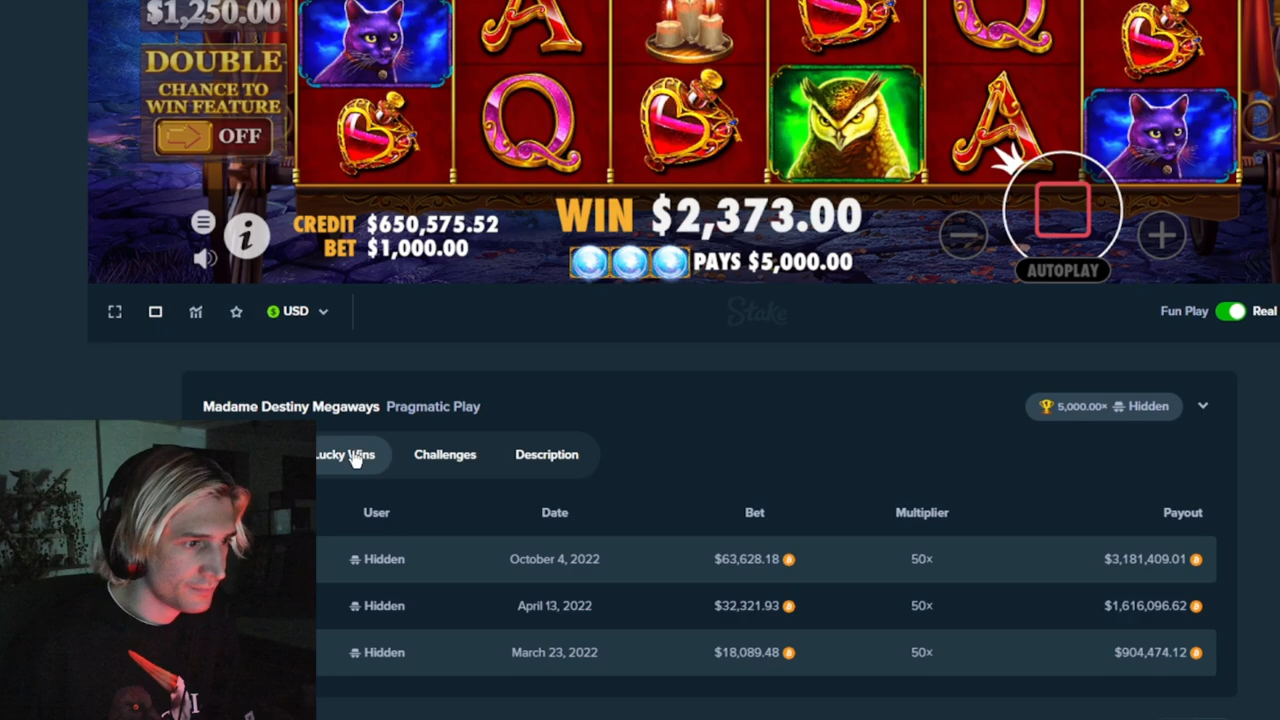 $1,250.00
DOUBLE
CHANCE TO
WIN FEATURE
OFF
CREDIT $650,575.52
BET $1,000.00
WIN $2,373.00
PAYS $5,000.00
AUTOPLAY
USD
Stake
Fun Play Real
Madame Destiny Megaways Pragmatic Play
5,000.00× Hidden
Lucky Wins Challenges Description
User Date Bet Multiplier Payout
Hidden October 4, 2022 $63,628.18 50× $3,181,409.01
Hidden April 13, 2022 $32,321.93 50× $1,616,096.62
Hidden March 23, 2022 $18,089.48 50× $904,474.12